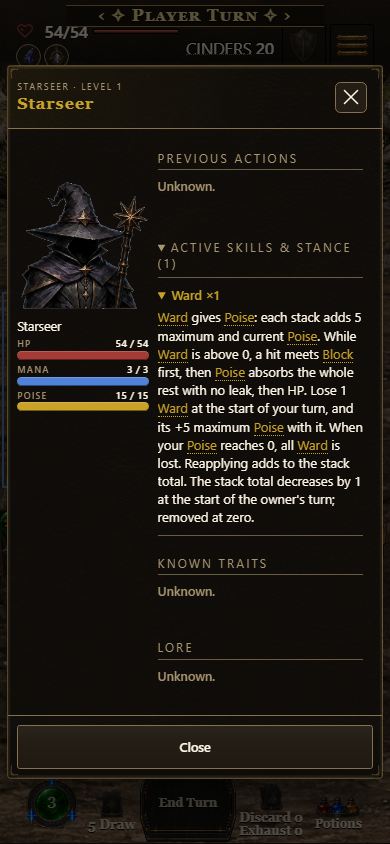 ‹ ✧ PLAYER TURN ✧ ›
54/54
CINDERS 20
STARSEER · LEVEL 1
Starseer
PREVIOUS ACTIONS
Unknown.
▼ ACTIVE SKILLS & STANCE
(1)
▼ Ward ×1
Ward gives Poise: each stack adds 5
maximum and current Poise. While
Ward is above 0, a hit meets Block
first, then Poise absorbs the whole
rest with no leak, then HP. Lose 1
Ward at the start of your turn, and
its +5 maximum Poise with it. When
your Poise reaches 0, all Ward is
lost. Reapplying adds to the stack
total. The stack total decreases by 1
at the start of the owner's turn;
removed at zero.
Starseer
HP 54 / 54
MANA 3 / 3
POISE 15 / 15
KNOWN TRAITS
Unknown.
LORE
Unknown.
Close
3
5 Draw
End Turn
Discard 0
Exhaust 0
Potions